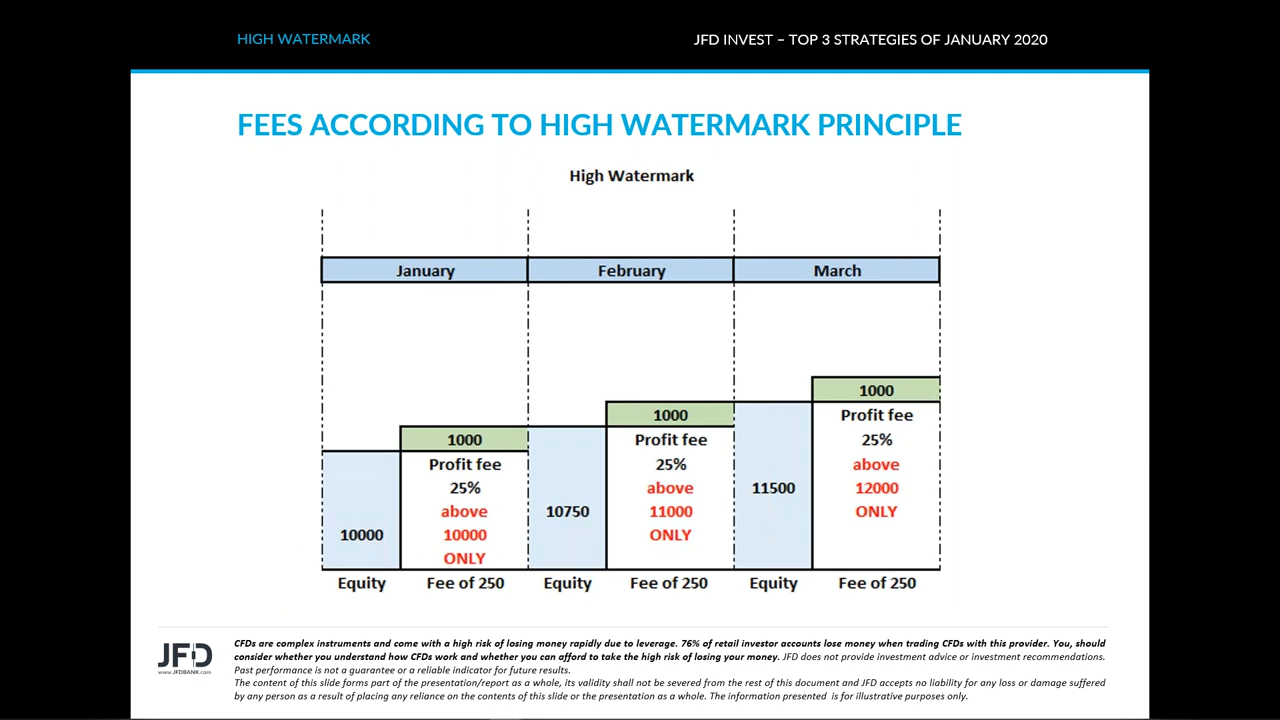 HIGH WATERMARK
JFD INVEST – TOP 3 STRATEGIES OF JANUARY 2020
FEES ACCORDING TO HIGH WATERMARK PRINCIPLE
High Watermark
January
February
March
1000
Profit fee
25%
above
10000
ONLY
10000
Equity
Fee of 250
1000
Profit fee
25%
above
11000
ONLY
10750
Equity
Fee of 250
1000
Profit fee
25%
above
12000
ONLY
11500
Equity
Fee of 250
JFD
www.JFDBANK.com
CFDs are complex instruments and come with a high risk of losing money rapidly due to leverage. 76% of retail investor accounts lose money when trading CFDs with this provider. You, should
consider whether you understand how CFDs work and whether you can afford to take the high risk of losing your money. JFD does not provide investment advice or investment recommendations.
Past performance is not a guarantee or a reliable indicator for future results.
The content of this slide forms part of the presentation/report as a whole, its validity shall not be severed from the rest of this document and JFD accepts no liability for any loss or damage suffered
by any person as a result of placing any reliance on the contents of this slide or the presentation as a whole. The information presented is for illustrative purposes only.